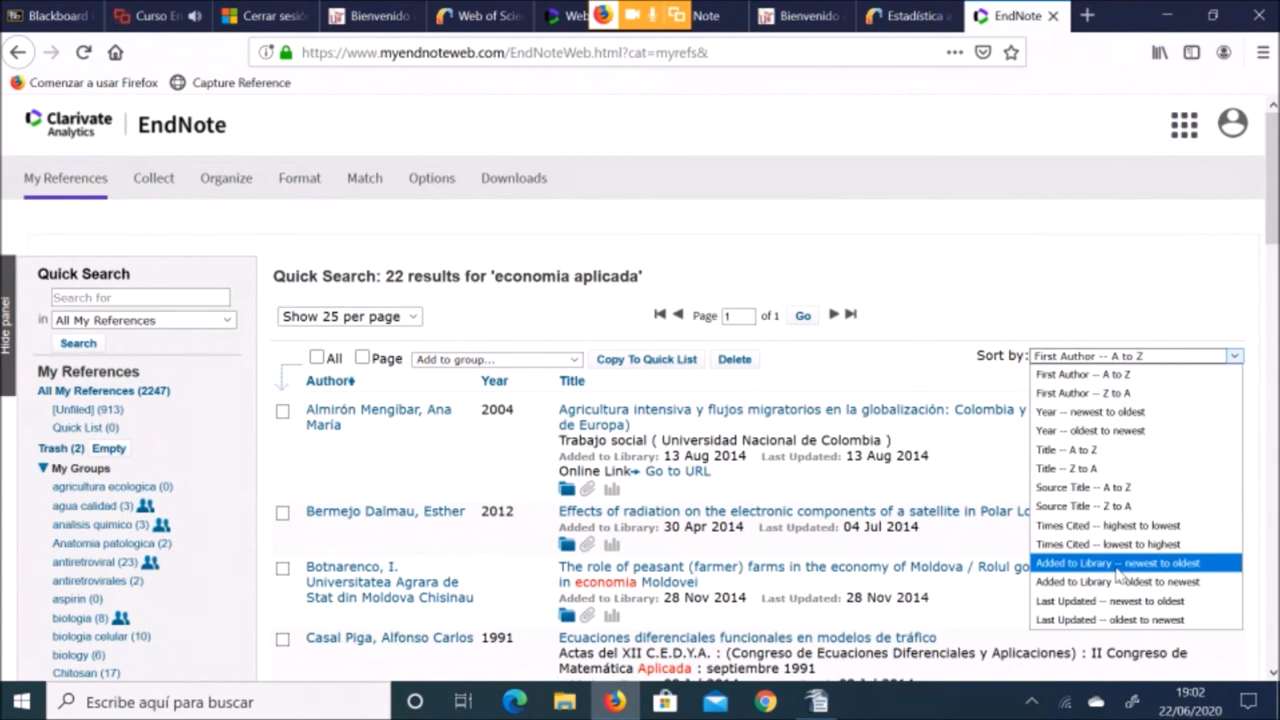 Blackboard
Curso En
Cerrar sesió
Bienvenido
Web of Scie
Web
Note
Bienvenido a
Estadística a
EndNote
https://www.myendnoteweb.com/EndNoteWeb.html?cat=myrefs&
Comenzar a usar Firefox
Capture Reference
Clarivate
Analytics
EndNote
My References
Collect
Organize
Format
Match
Options
Downloads
Hide panel
Quick Search
Search for
in
All My References
Search
My References
All My References (2247)
[Unfiled] (913)
Quick List (0)
Trash (2) Empty
My Groups
agricultura ecologica (0)
agua calidad (3)
analisis quimico (3)
Anatomia patologica (2)
antiretroviral (23)
antiretrovirales (2)
aspirin (0)
biologia (8)
biologia celular (10)
biology (6)
Chitosan (17)
Quick Search: 22 results for 'economia aplicada'
Show 25 per page
Page 1 of 1 Go
All
Page
Add to group...
Copy To Quick List
Delete
Sort by: First Author -- A to Z
First Author -- A to Z
First Author -- Z to A
Year -- newest to oldest
Year -- oldest to newest
Title -- A to Z
Title -- Z to A
Source Title -- A to Z
Source Title -- Z to A
Times Cited -- highest to lowest
Times Cited -- lowest to highest
Added to Library -- newest to oldest
Added to Library -- oldest to newest
Last Updated -- newest to oldest
Last Updated -- oldest to newest
Author
Year
Title
Almirón Mengíbar, Ana
María
2004
Agricultura intensiva y flujos migratorios en la globalización: Colombia y
de Europa)
Trabajo social ( Universidad Nacional de Colombia )
Added to Library: 13 Aug 2014 Last Updated: 13 Aug 2014
Online Link Go to URL
Bermejo Dalmau, Esther
2012
Effects of radiation on the electronic components of a satellite in Polar Lo
Added to Library: 30 Apr 2014 Last Updated: 04 Jul 2014
Botnarenco, I.
Universitatea Agrara de
Stat din Moldova Chisinau
The role of peasant (farmer) farms in the economy of Moldova / Rolul go
in economia Moldovei
Added to Library: 28 Nov 2014 Last Updated: 28 Nov 2014
Casal Piga, Alfonso Carlos
1991
Ecuaciones diferenciales funcionales en modelos de tráfico
Actas del XII C.E.D.Y.A. : (Congreso de Ecuaciones Diferenciales y Aplicaciones) : II Congreso de
Matemática Aplicada : septiembre 1991
Escribe aquí para buscar
19:02
22/06/2020